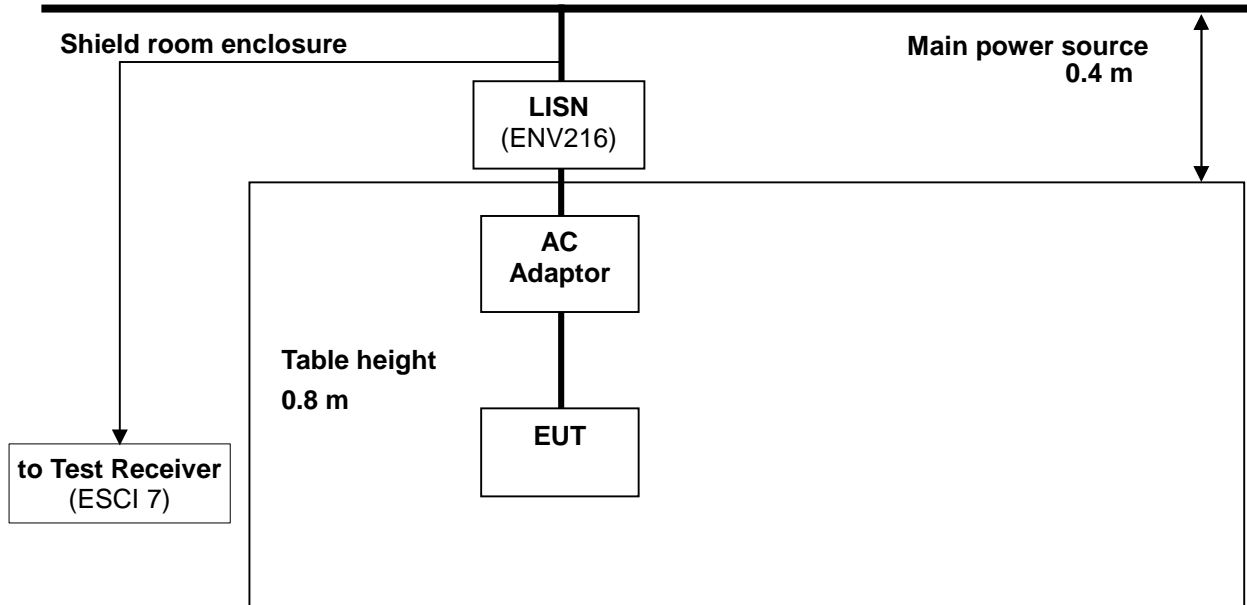 Shield room enclosure
Main power source
0.4 m
LISN
(ENV216)
AC
Adaptor
Table height
0.8 m
EUT
to Test Receiver
(ESCI 7)